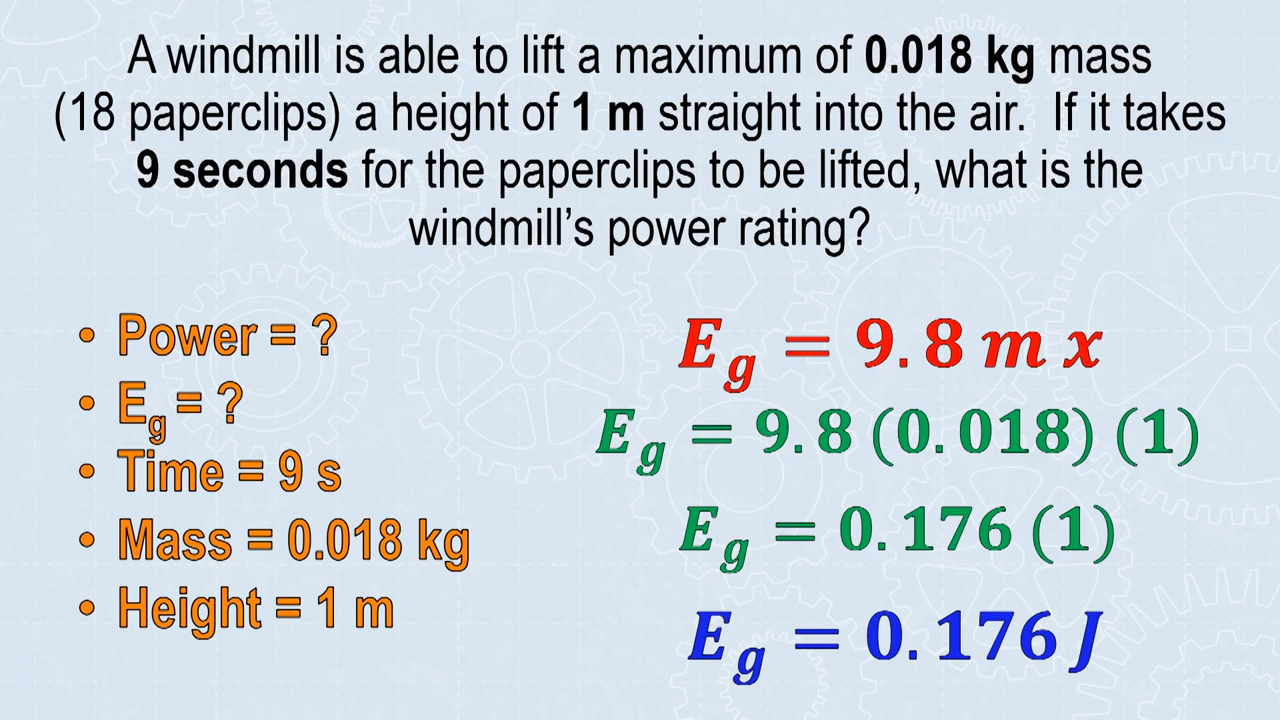 A windmill is able to lift a maximum of 0.018 kg mass
(18 paperclips) a height of 1 m straight into the air.  If it takes
9 seconds for the paperclips to be lifted, what is the
windmill’s power rating?
• Power = ?
• Eg = ?
• Time = 9 s
• Mass = 0.018 kg
• Height = 1 m
Eg = 9.8 m x
Eg = 9.8 (0.018) (1)
Eg = 0.176 (1)
Eg = 0.176 J